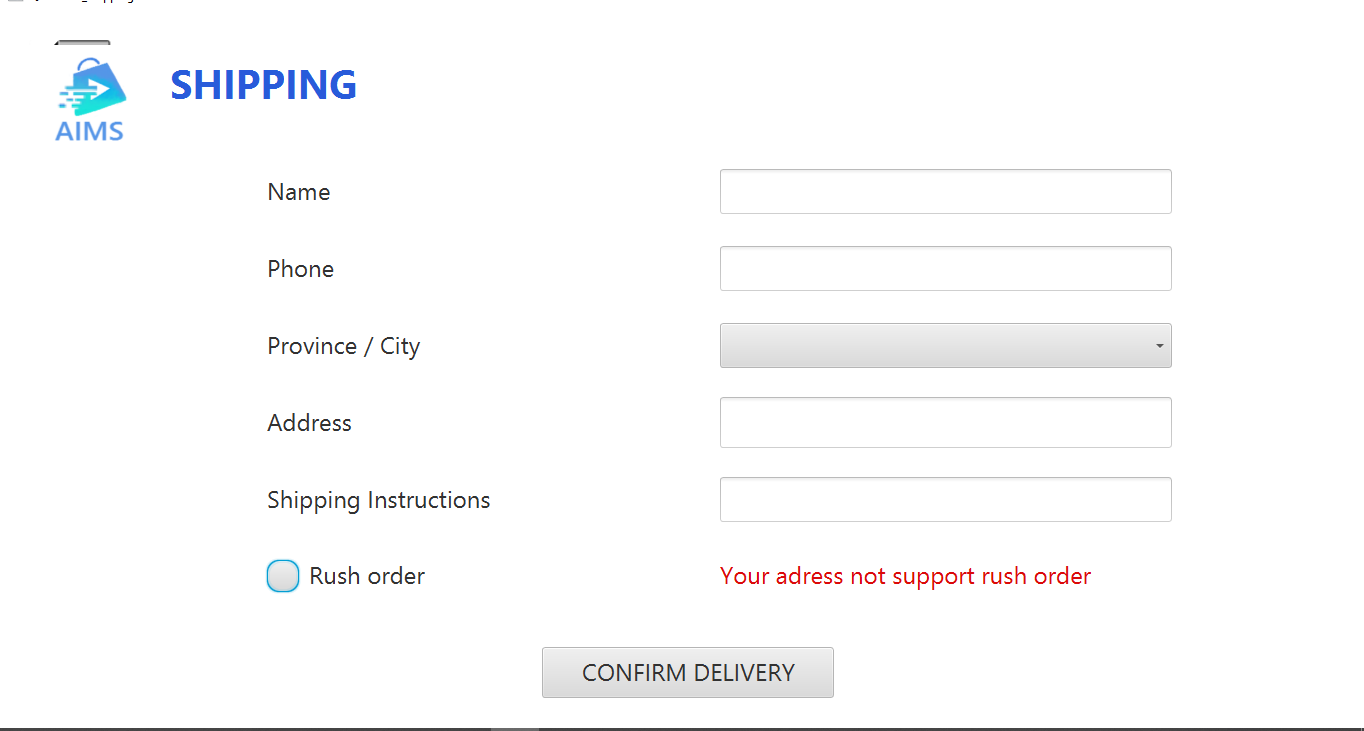 SHIPPING
AIMS
Name
Phone
Province / City
Address
Shipping Instructions
Rush order
Your adress not support rush order
CONFIRM DELIVERY